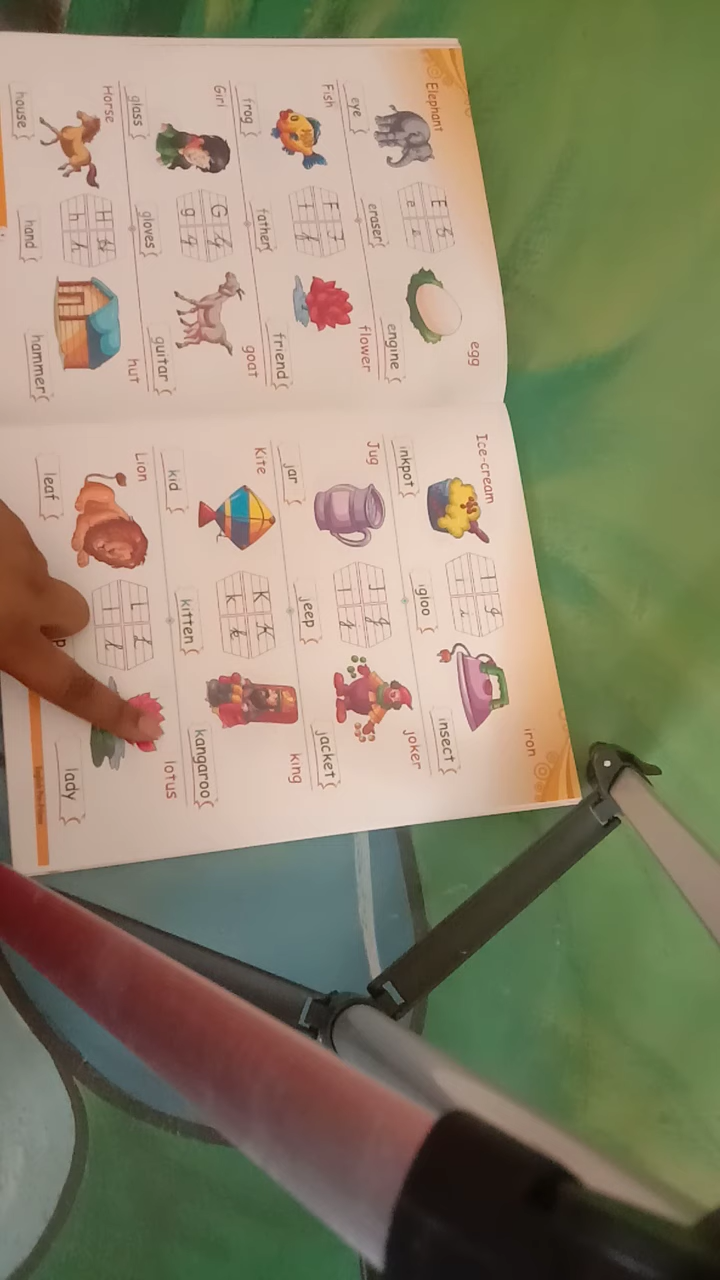 Elephant
E
e
egg
eye
eraser
engine
Fish
F
f
flower
frog
father
friend
Girl
G
g
goat
glass
gloves
guitar
Horse
H
h
hut
house
hand
hammer
Ice-cream
I
i
iron
inkpot
igloo
insect
Jug
J
j
joker
jar
jeep
jacket
Kite
K
k
king
kid
kitten
kangaroo
Lion
L
l
lotus
leaf
lady